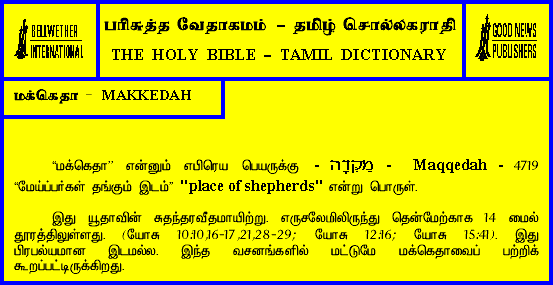 BELLWETHER
INTERNATIONAL
பரிசுத்த வேதாகமம் – தமிழ் சொல்லகராதி
THE HOLY BIBLE – TAMIL DICTIONARY
GOOD NEWS
PUBLISHERS
மக்கெதா – MAKKEDAH
“மக்கெதா” என்னும் எபிரெய பெயருக்கு - מַקֵּדָה - Maqqedah - 4719
“மேய்ப்பர்கள் தங்கும் இடம்” "place of shepherds" என்று பொருள்.
இது யூதாவின் சுதந்தரவீதமாயிற்று. எருசலேமிலிருந்து தென்மேற்காக 14 மைல்
தூரத்திலுள்ளது. (யோசு 10:10,16-17,21,28-29; யோசு 12:16; யோசு 15:41). இது
பிரபல்யமான இடமல்ல. இந்த வசனங்களில் மட்டுமே மக்கெதாவைப் பற்றிக்
கூறப்பட்டிருக்கிறது.